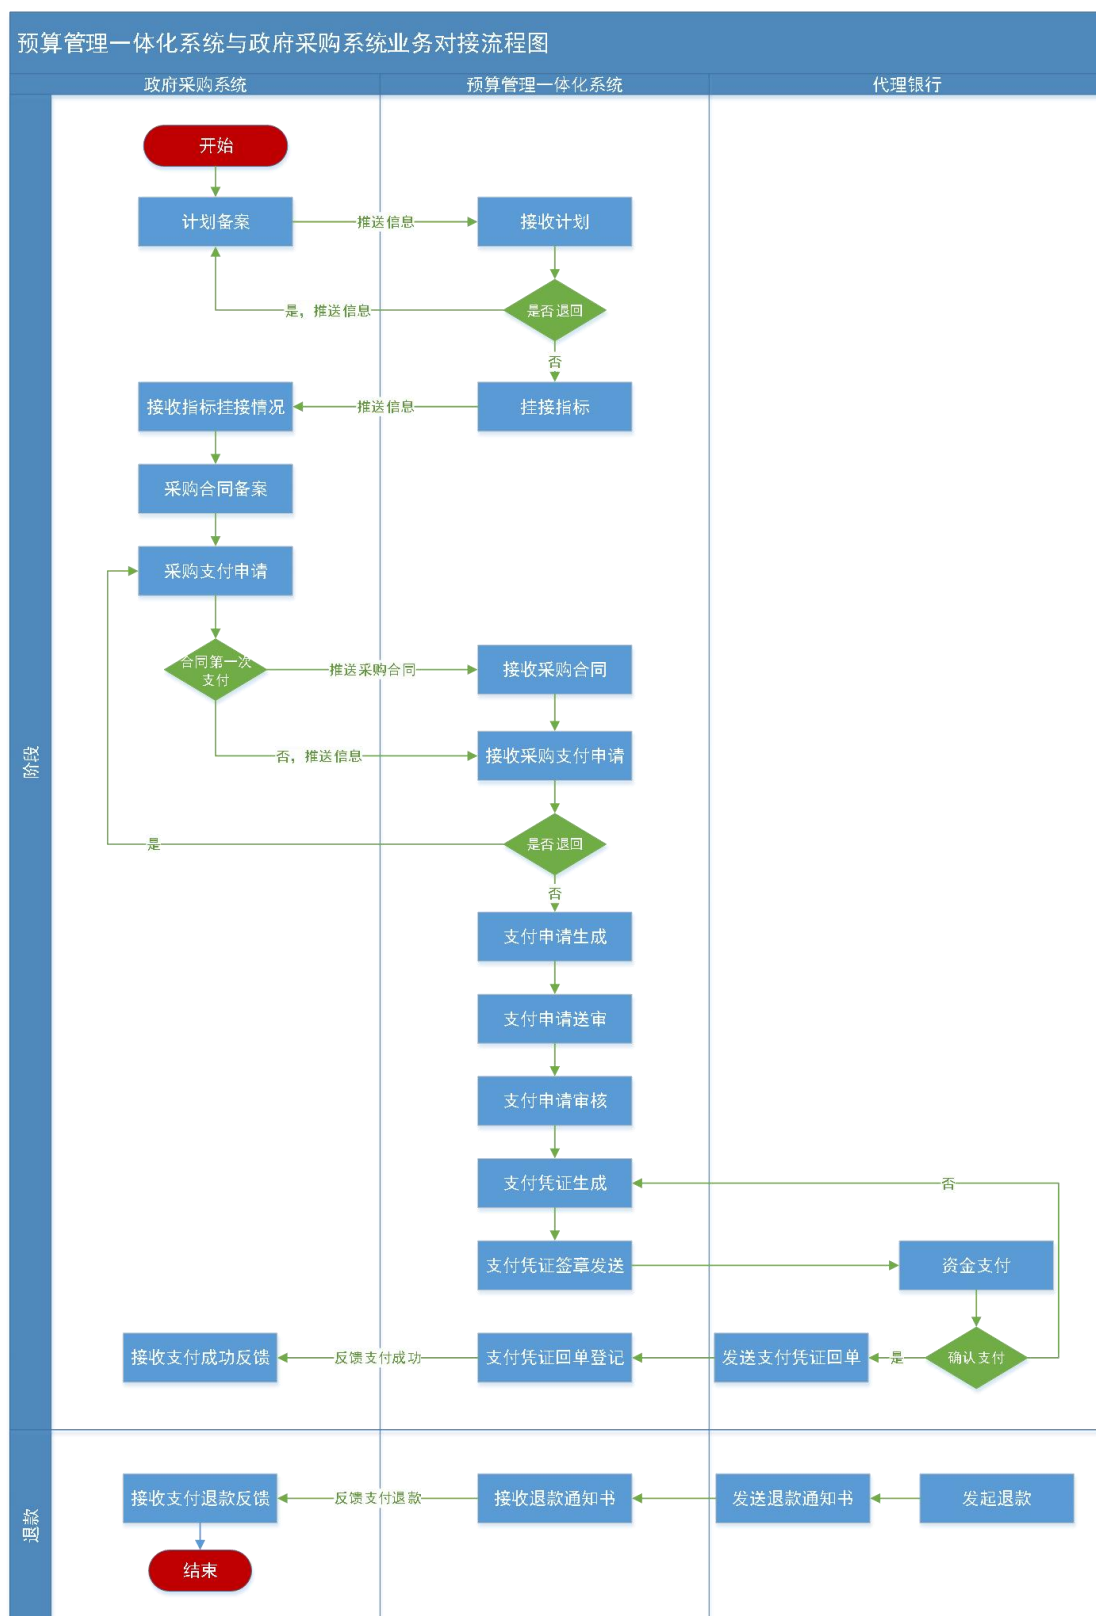 预算管理一体化系统与政府采购系统业务对接流程图
政府采购系统
预算管理一体化系统
代理银行
开始
计划备案
推送信息
接收计划
是，推送信息
是否退回
否
接收指标挂接情况
推送信息
挂接指标
采购合同备案
采购支付申请
合同第一次
支付
推送采购合同
接收采购合同
否，推送信息
接收采购支付申请
阶段
是
是否退回
否
支付申请生成
支付申请送审
支付申请审核
支付凭证生成
否
支付凭证签章发送
资金支付
接收支付成功反馈
反馈支付成功
支付凭证回单登记
发送支付凭证回单
是
确认支付
退款
接收支付退款反馈
反馈支付退款
接收退款通知书
发送退款通知书
发起退款
结束